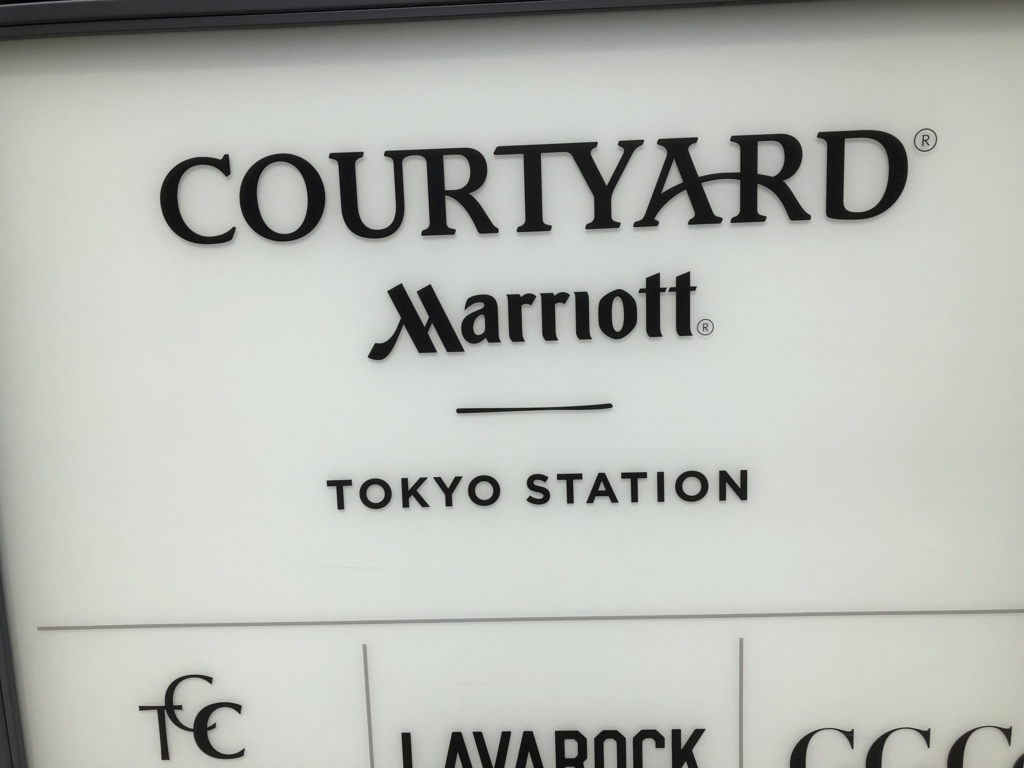 COURTYARD®
Marriott®
TOKYO STATION
TCC
LAVAROCK